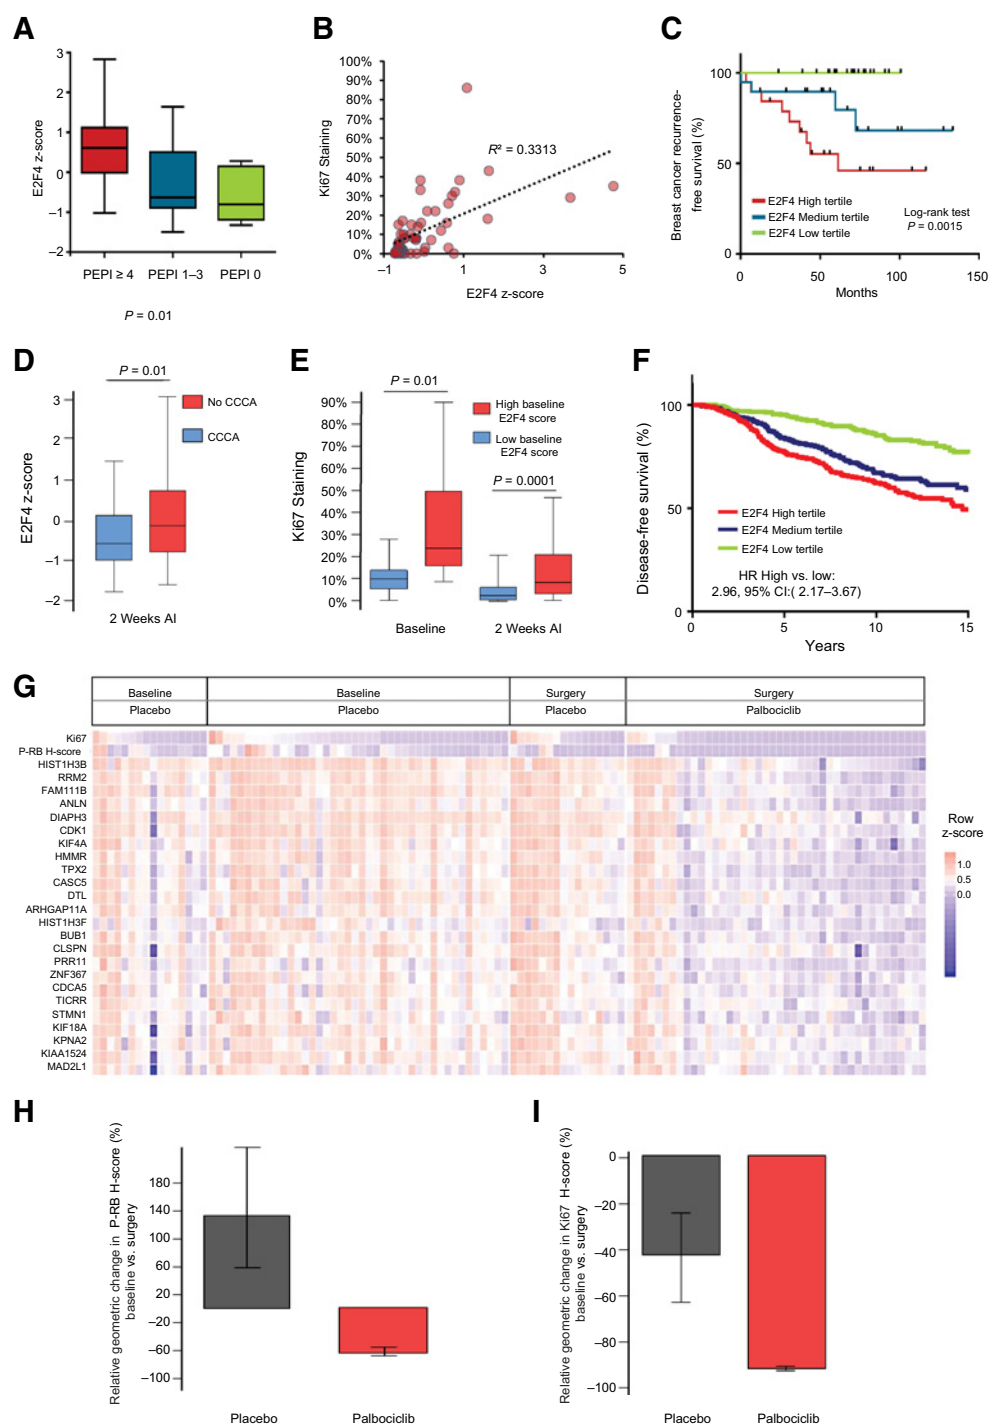 A
E2F4 z-score
3
2
1
0
−1
−2
PEPI ≥ 4
PEPI 1–3
PEPI 0
P = 0.01
B
Ki67 Staining
100%
90%
80%
70%
60%
50%
40%
30%
20%
10%
0%
R² = 0.3313
−1
1
3
5
E2F4 z-score
C
Breast cancer recurrence-
free survival (%)
100
50
0
E2F4 High tertile
E2F4 Medium tertile
E2F4 Low tertile
Log-rank test
P = 0.0015
0
50
100
150
Months
D
P = 0.01
E2F4 z-score
3
2
1
0
−1
−2
No CCCA
CCCA
2 Weeks AI
E
P = 0.01
Ki67 Staining
90%
80%
70%
60%
50%
40%
30%
20%
10%
0%
High baseline
E2F4 score
Low baseline
E2F4 score
P = 0.0001
Baseline
2 Weeks AI
F
Disease-free survival (%)
100
50
0
E2F4 High tertile
E2F4 Medium tertile
E2F4 Low tertile
HR High vs. low:
2.96, 95% CI:( 2.17–3.67)
0
5
10
15
Years
G
Baseline
Baseline
Surgery
Surgery
Placebo
Placebo
Placebo
Palbociclib
Ki67
P-RB H-score
HIST1H3B
RRM2
FAM111B
ANLN
DIAPH3
CDK1
KIF4A
HMMR
TPX2
CASC5
DTL
ARHGAP11A
HIST1H3F
BUB1
CLSPN
PRR11
ZNF367
CDCA5
TICRR
STMN1
KIF18A
KPNA2
KIAA1524
MAD2L1
Row
z-score
1.0
0.5
0.0
H
Relative geometric change in P-RB H-score (%)
baseline vs. surgery
180
140
100
60
20
−20
−60
−100
Placebo
Palbociclib
I
Relative geometric change in Ki67 H-score (%)
baseline vs. surgery
0
−20
−40
−60
−80
−100
Placebo
Palbociclib